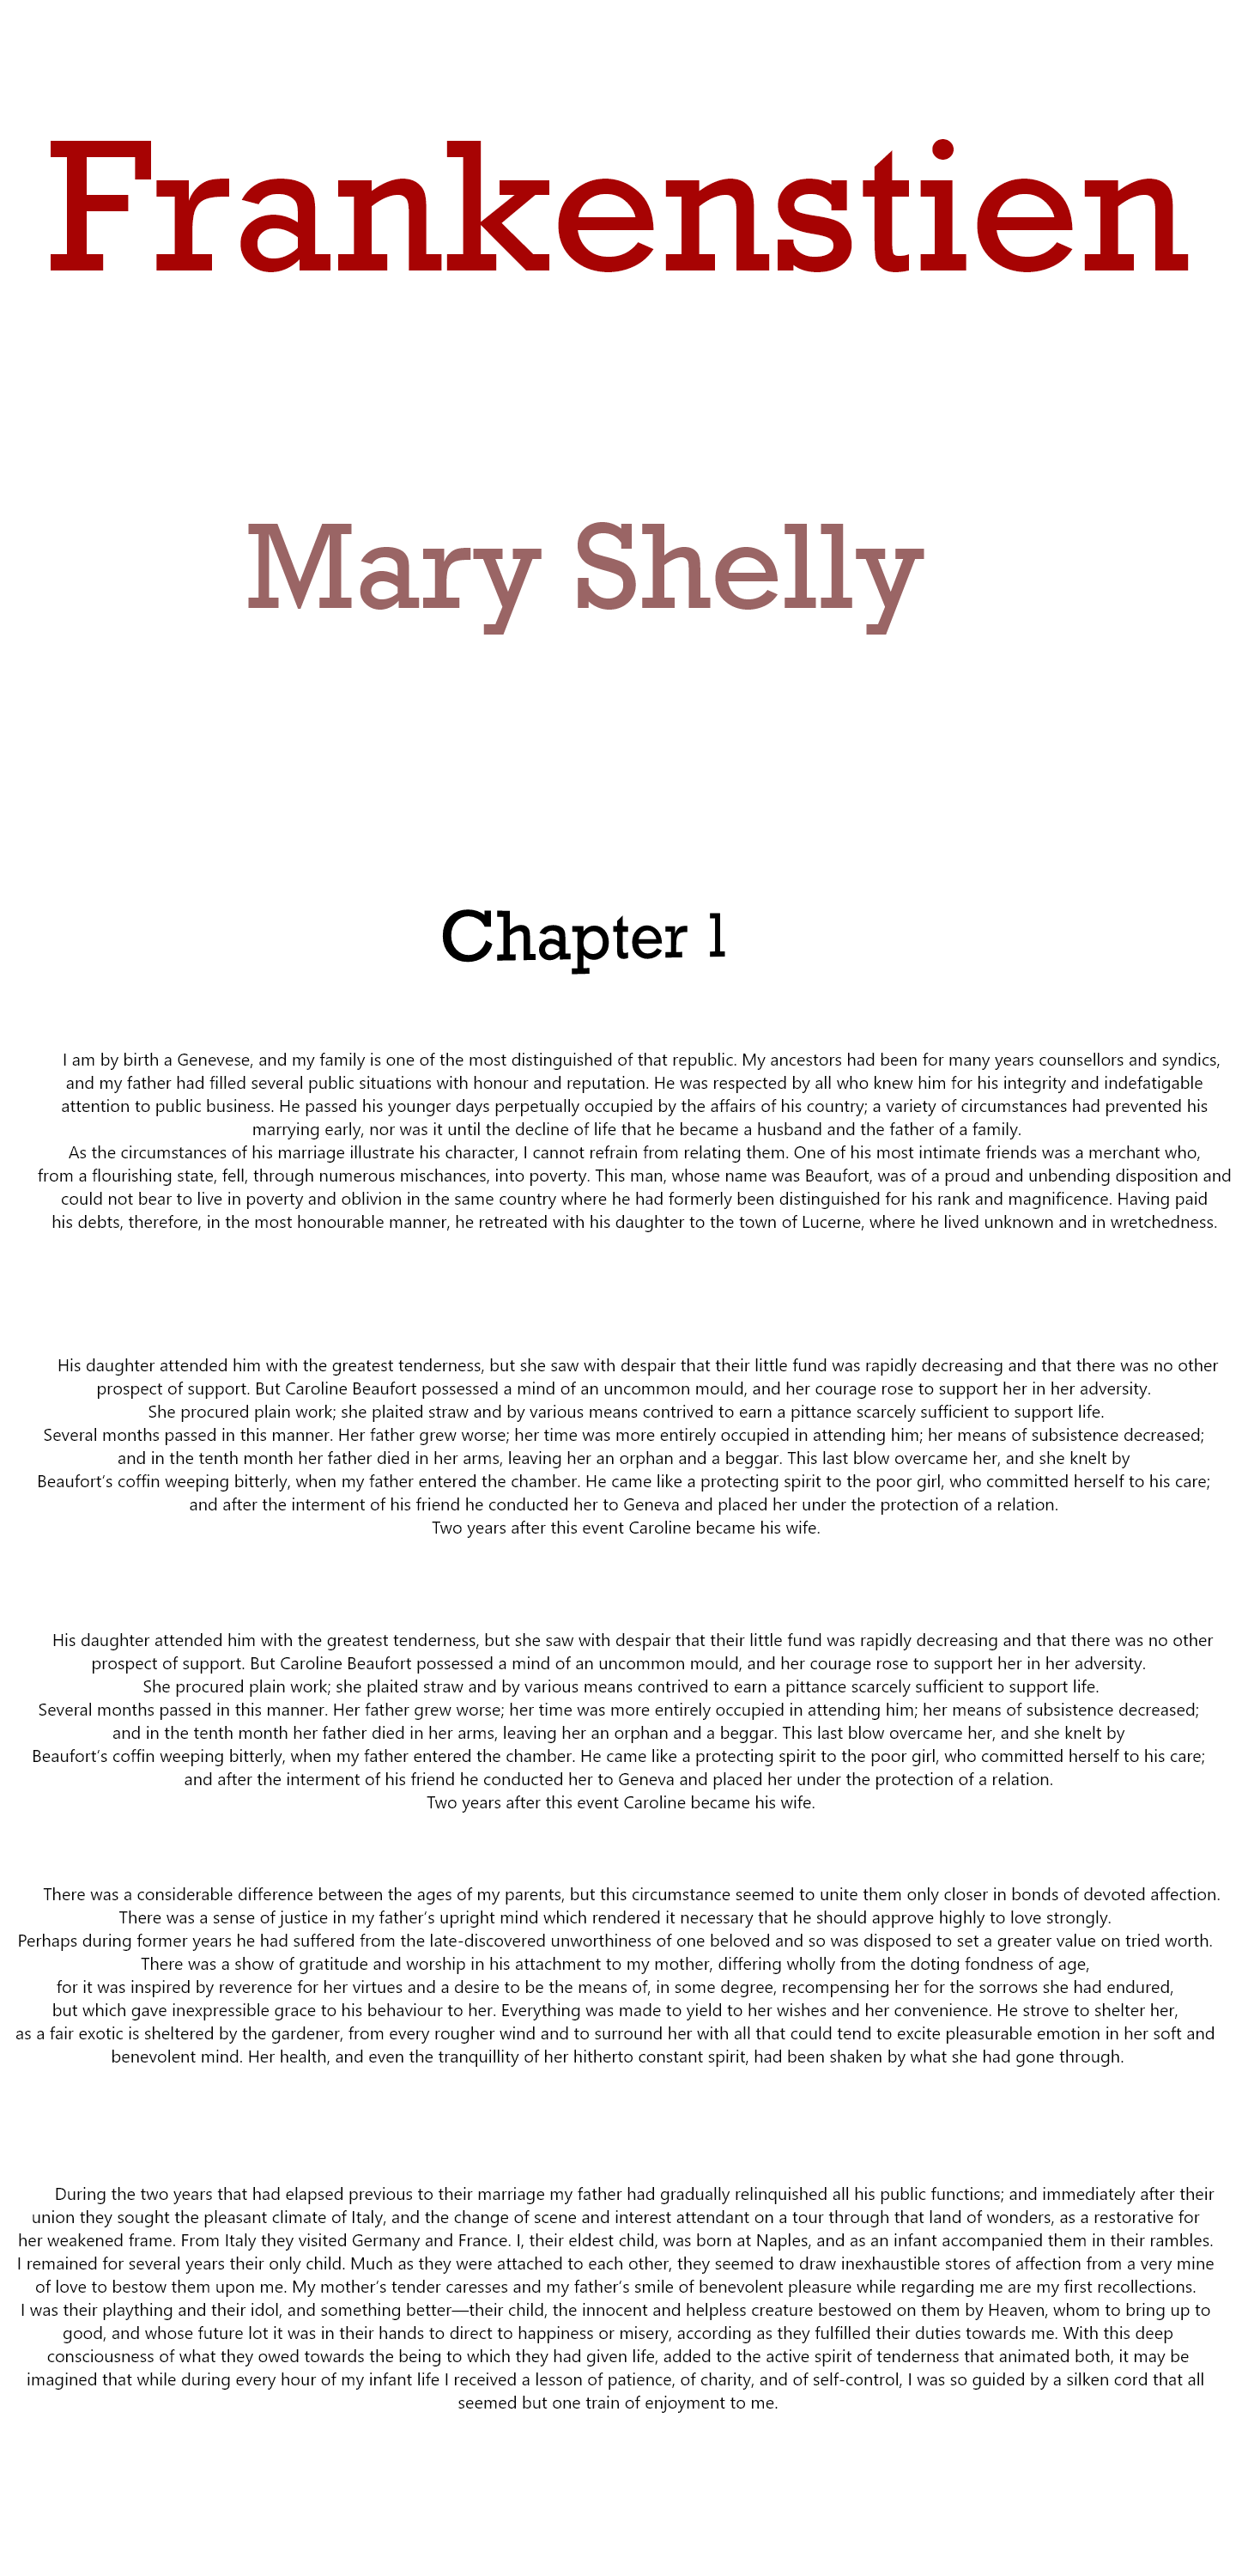 Frankenstien
Mary Shelly
Chapter 1
I am by birth a Genevese, and my family is one of the most distinguished of that republic. My ancestors had been for many years counsellors and syndics,
and my father had filled several public situations with honour and reputation. He was respected by all who knew him for his integrity and indefatigable
attention to public business. He passed his younger days perpetually occupied by the affairs of his country; a variety of circumstances had prevented his
marrying early, nor was it until the decline of life that he became a husband and the father of a family.
As the circumstances of his marriage illustrate his character, I cannot refrain from relating them. One of his most intimate friends was a merchant who,
from a flourishing state, fell, through numerous mischances, into poverty. This man, whose name was Beaufort, was of a proud and unbending disposition and
could not bear to live in poverty and oblivion in the same country where he had formerly been distinguished for his rank and magnificence. Having paid
his debts, therefore, in the most honourable manner, he retreated with his daughter to the town of Lucerne, where he lived unknown and in wretchedness.
His daughter attended him with the greatest tenderness, but she saw with despair that their little fund was rapidly decreasing and that there was no other
prospect of support. But Caroline Beaufort possessed a mind of an uncommon mould, and her courage rose to support her in her adversity.
She procured plain work; she plaited straw and by various means contrived to earn a pittance scarcely sufficient to support life.
Several months passed in this manner. Her father grew worse; her time was more entirely occupied in attending him; her means of subsistence decreased;
and in the tenth month her father died in her arms, leaving her an orphan and a beggar. This last blow overcame her, and she knelt by
Beaufort's coffin weeping bitterly, when my father entered the chamber. He came like a protecting spirit to the poor girl, who committed herself to his care;
and after the interment of his friend he conducted her to Geneva and placed her under the protection of a relation.
Two years after this event Caroline became his wife.
His daughter attended him with the greatest tenderness, but she saw with despair that their little fund was rapidly decreasing and that there was no other
prospect of support. But Caroline Beaufort possessed a mind of an uncommon mould, and her courage rose to support her in her adversity.
She procured plain work; she plaited straw and by various means contrived to earn a pittance scarcely sufficient to support life.
Several months passed in this manner. Her father grew worse; her time was more entirely occupied in attending him; her means of subsistence decreased;
and in the tenth month her father died in her arms, leaving her an orphan and a beggar. This last blow overcame her, and she knelt by
Beaufort's coffin weeping bitterly, when my father entered the chamber. He came like a protecting spirit to the poor girl, who committed herself to his care;
and after the interment of his friend he conducted her to Geneva and placed her under the protection of a relation.
Two years after this event Caroline became his wife.
There was a considerable difference between the ages of my parents, but this circumstance seemed to unite them only closer in bonds of devoted affection.
There was a sense of justice in my father's upright mind which rendered it necessary that he should approve highly to love strongly.
Perhaps during former years he had suffered from the late-discovered unworthiness of one beloved and so was disposed to set a greater value on tried worth.
There was a show of gratitude and worship in his attachment to my mother, differing wholly from the doting fondness of age,
for it was inspired by reverence for her virtues and a desire to be the means of, in some degree, recompensing her for the sorrows she had endured,
but which gave inexpressible grace to his behaviour to her. Everything was made to yield to her wishes and her convenience. He strove to shelter her,
as a fair exotic is sheltered by the gardener, from every rougher wind and to surround her with all that could tend to excite pleasurable emotion in her soft and
benevolent mind. Her health, and even the tranquillity of her hitherto constant spirit, had been shaken by what she had gone through.
During the two years that had elapsed previous to their marriage my father had gradually relinquished all his public functions; and immediately after their
union they sought the pleasant climate of Italy, and the change of scene and interest attendant on a tour through that land of wonders, as a restorative for
her weakened frame. From Italy they visited Germany and France. I, their eldest child, was born at Naples, and as an infant accompanied them in their rambles.
I remained for several years their only child. Much as they were attached to each other, they seemed to draw inexhaustible stores of affection from a very mine
of love to bestow them upon me. My mother's tender caresses and my father's smile of benevolent pleasure while regarding me are my first recollections.
I was their plaything and their idol, and something better—their child, the innocent and helpless creature bestowed on them by Heaven, whom to bring up to
good, and whose future lot it was in their hands to direct to happiness or misery, according as they fulfilled their duties towards me. With this deep
consciousness of what they owed towards the being to which they had given life, added to the active spirit of tenderness that animated both, it may be
imagined that while during every hour of my infant life I received a lesson of patience, of charity, and of self-control, I was so guided by a silken cord that all
seemed but one train of enjoyment to me.